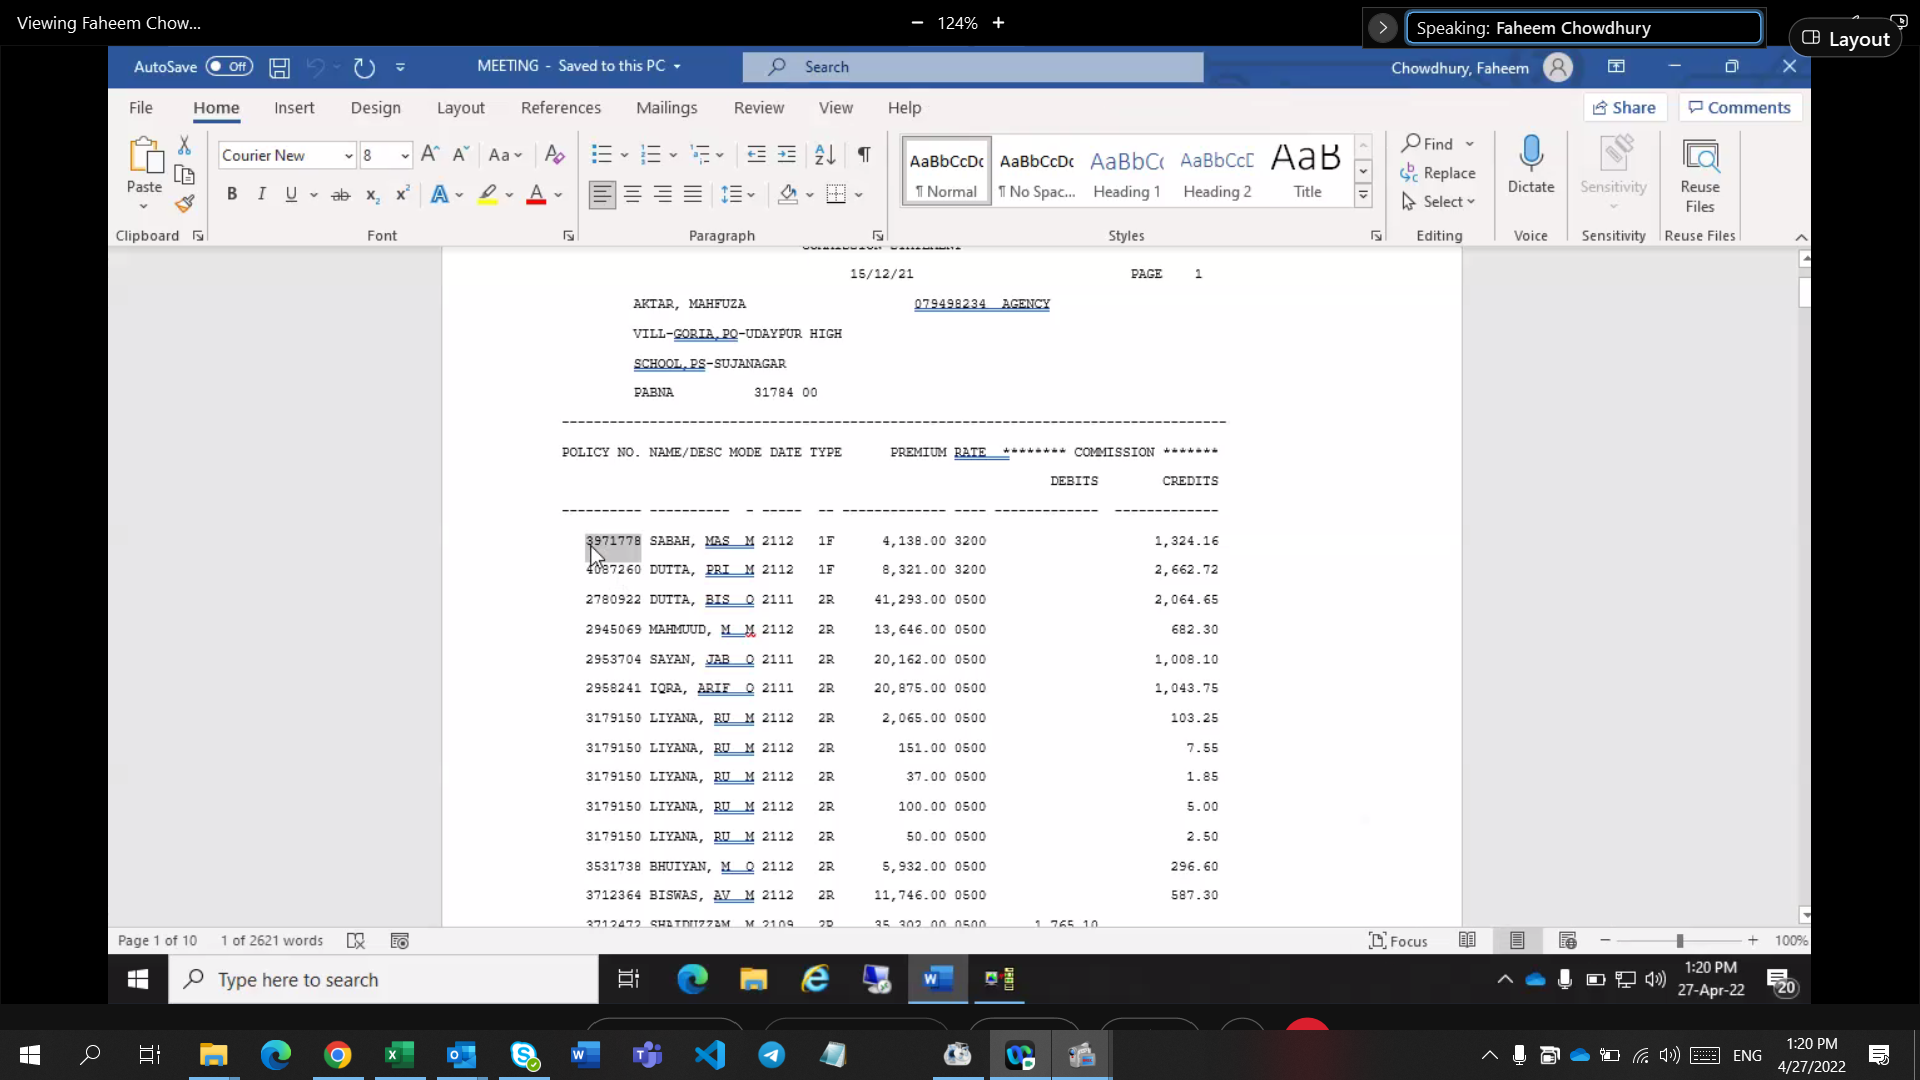 Viewing Faheem Chow...
124%
Speaking: Faheem Chowdhury
Layout
AutoSave Off
MEETING - Saved to this PC
Search
Chowdhury, Faheem
File Home Insert Design Layout References Mailings Review View Help
Share Comments
Paste
Courier New 8
Clipboard
Font
Paragraph
AaBbCcDc ¶ Normal
AaBbCcDc ¶ No Spac...
AaBbC( Heading 1
AaBbCcE Heading 2
AaB Title
Styles
Find
Replace
Select
Editing
Dictate
Voice
Sensitivity
Sensitivity
Reuse Files
Reuse Files
COMMISSION STATEMENT
15/12/21 PAGE 1
AKTAR, MAHFUZA 079498234 AGENCY
VILL-GORIA,PO-UDAYPUR HIGH
SCHOOL,PS-SUJANAGAR
PABNA 31784 00
-----------------------------------------------------------------------------------
POLICY NO. NAME/DESC MODE DATE TYPE PREMIUM RATE ******** COMMISSION *******
DEBITS CREDITS
---------- ---------- - ----- -- ------------- ---- ------------- -------------
3971778 SABAH, MAS M 2112 1F 4,138.00 3200 1,324.16
4087260 DUTTA, PRI M 2112 1F 8,321.00 3200 2,662.72
2780922 DUTTA, BIS Q 2111 2R 41,293.00 0500 2,064.65
2945069 MAHMUUD, M M 2112 2R 13,646.00 0500 682.30
2953704 SAYAN, JAB Q 2111 2R 20,162.00 0500 1,008.10
2958241 IQRA, ARIF Q 2111 2R 20,875.00 0500 1,043.75
3179150 LIYANA, RU M 2112 2R 2,065.00 0500 103.25
3179150 LIYANA, RU M 2112 2R 151.00 0500 7.55
3179150 LIYANA, RU M 2112 2R 37.00 0500 1.85
3179150 LIYANA, RU M 2112 2R 100.00 0500 5.00
3179150 LIYANA, RU M 2112 2R 50.00 0500 2.50
3531738 BHUIYAN, M Q 2112 2R 5,932.00 0500 296.60
3712364 BISWAS, AV M 2112 2R 11,746.00 0500 587.30
3712472 SHAIDUZZAM M 2109 2R 35,302.00 0500 1,765.10
Page 1 of 10 1 of 2621 words
Focus
100%
Type here to search
1:20 PM
27-Apr-22
20
ENG
1:20 PM
4/27/2022